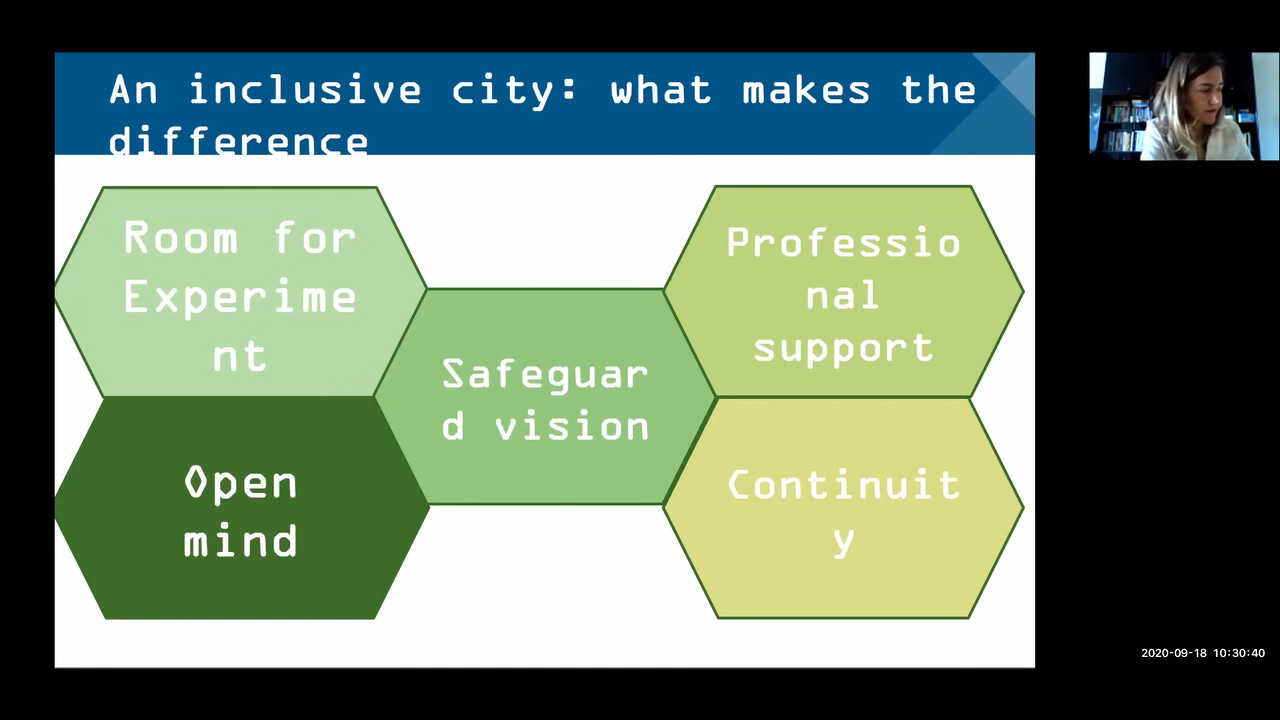 An inclusive city: what makes the
difference
Room for
Experime
nt
Open
mind
Safeguar
d vision
Professio
nal
support
Continuit
y
2020-09-18 10:30:40